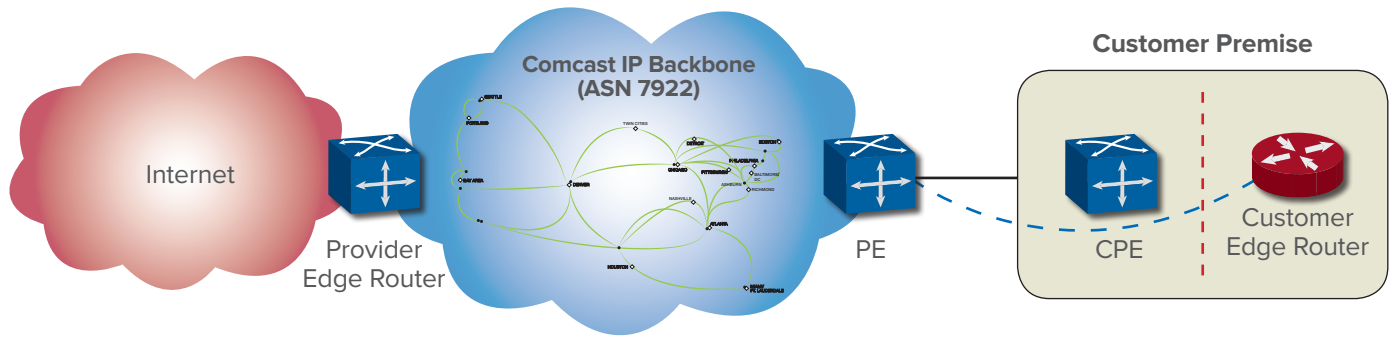 Customer Premise
Comcast IP Backbone
(ASN 7922)
SEATTLE
PORTLAND
TWIN CITIES
DETROIT
BOSTON
PHILADELPHIA
CHICAGO
PITTSBURGH
BALTIMORE/
DC
ASHBURN
RICHMOND
BAY AREA
DENVER
NASHVILLE
ATLANTA
HOUSTON
MIAMI/
FT. LAUDERDALE
Internet
Provider
Edge Router
PE
CPE
Customer
Edge Router